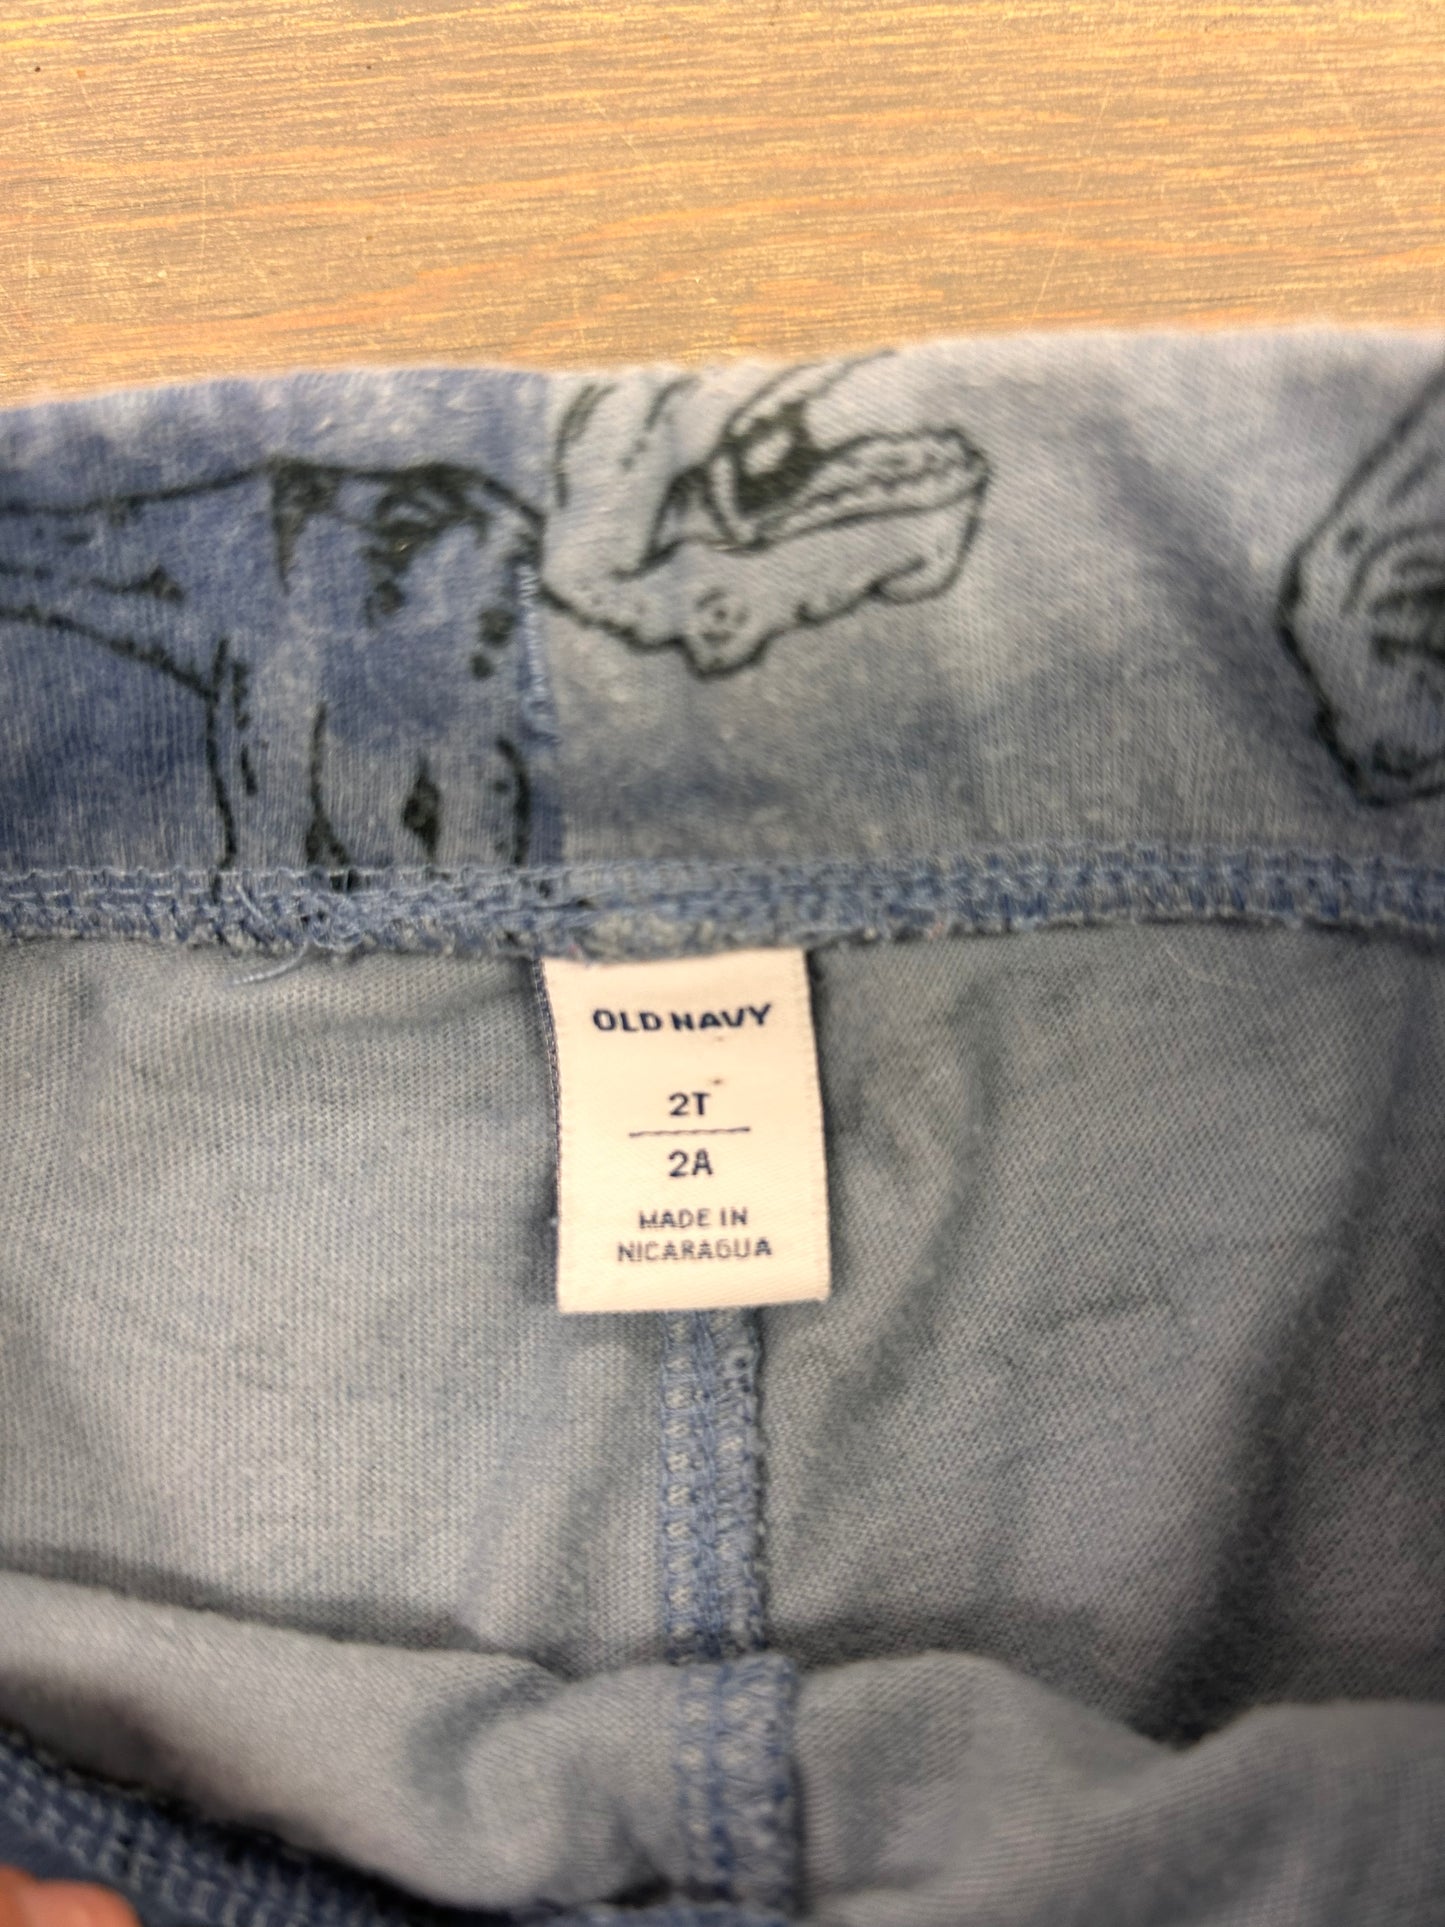 OLD NAVY
2T
2A
MADE IN
NICARAGUA